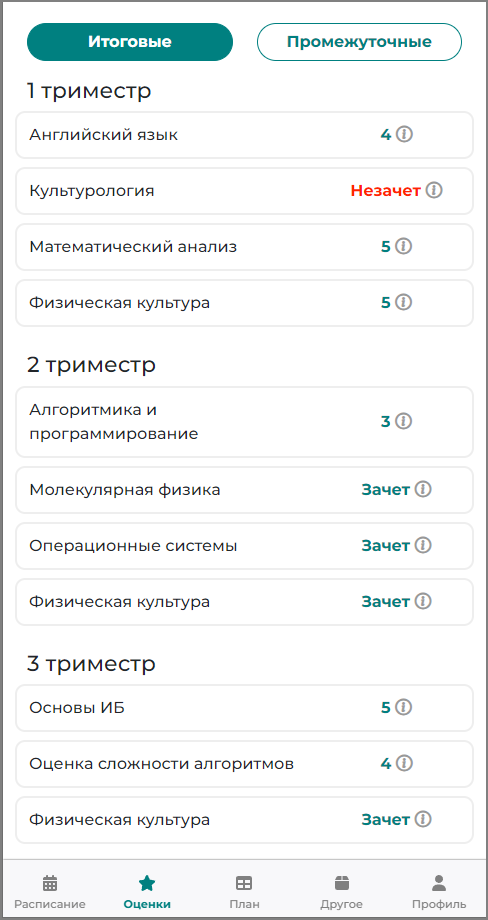 Итоговые
Промежуточные
1 триместр
Английский язык
4
Культурология
Незачет
Математический анализ
5
Физическая культура
5
2 триместр
Алгоритмика и
программирование
3
Молекулярная физика
Зачет
Операционные системы
Зачет
Физическая культура
Зачет
3 триместр
Основы ИБ
5
Оценка сложности алгоритмов
4
Физическая культура
Зачет
Расписание
Оценки
План
Другое
Профиль